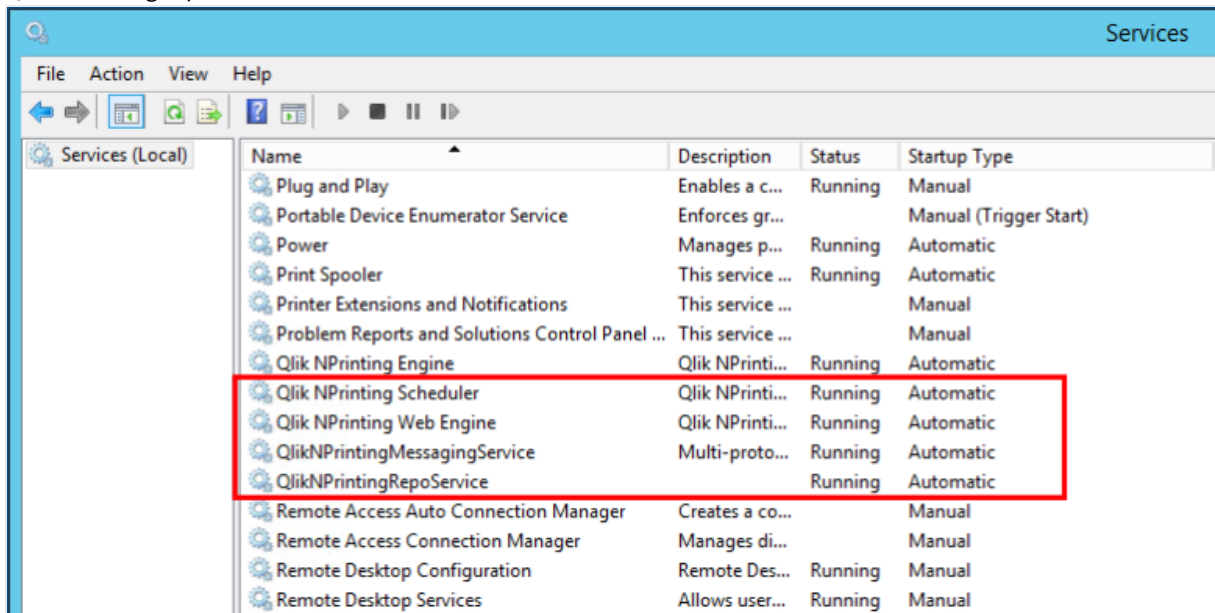 Services
File Action View Help
Services (Local)
Name Description Status Startup Type
Plug and Play Enables a c... Running Manual
Portable Device Enumerator Service Enforces gr... Manual (Trigger Start)
Power Manages p... Running Automatic
Print Spooler This service ... Running Automatic
Printer Extensions and Notifications This service ... Manual
Problem Reports and Solutions Control Panel ... This service ... Manual
Qlik NPrinting Engine Qlik NPrinti... Running Automatic
Qlik NPrinting Scheduler Qlik NPrinti... Running Automatic
Qlik NPrinting Web Engine Qlik NPrinti... Running Automatic
QlikNPrintingMessagingService Multi-proto... Running Automatic
QlikNPrintingRepoService Running Automatic
Remote Access Auto Connection Manager Creates a co... Manual
Remote Access Connection Manager Manages di... Manual
Remote Desktop Configuration Remote Des... Running Manual
Remote Desktop Services Allows user... Running Manual